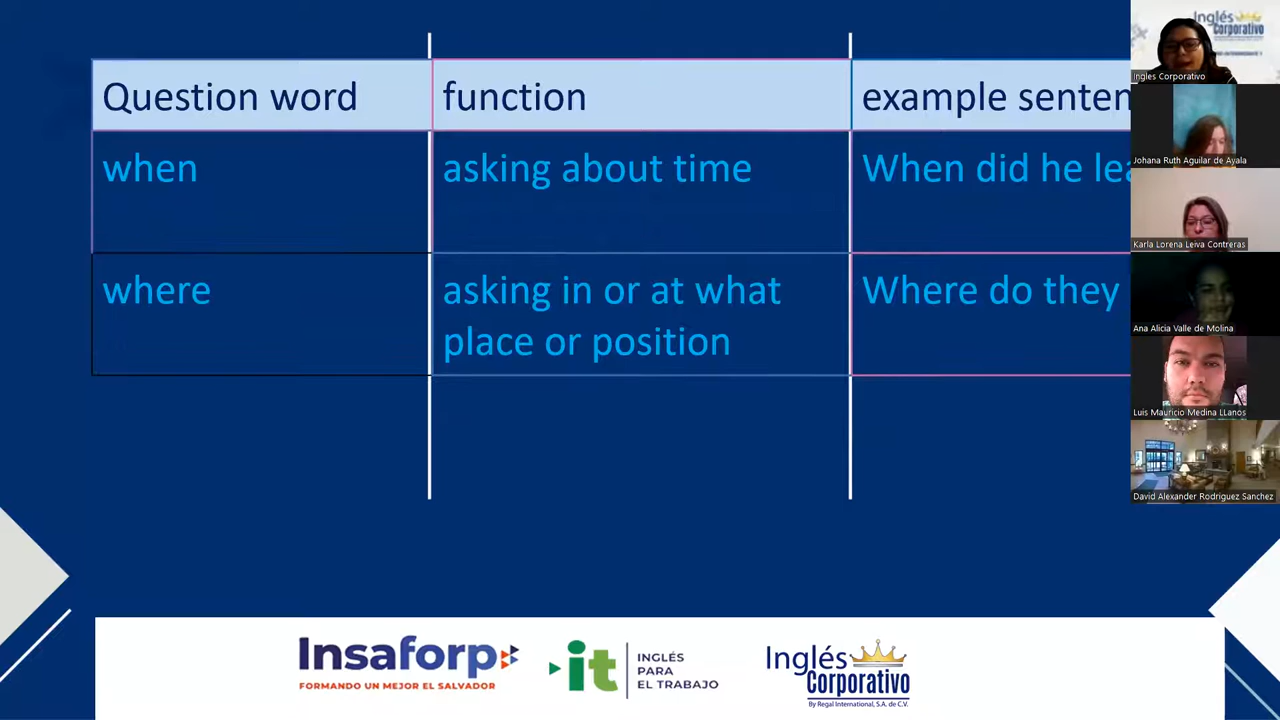 Question word
function
example senten
when
asking about time
When did he lea
where
asking in or at what
place or position
Where do they
Inglés
Corporativo
Ingles Corporativo
Johana Ruth Aguilar de Ayala
Karla Lorena Leiva Contreras
Ana Alicia Valle de Molina
Luis Mauricio Medina LLanos
David Alexander Rodriguez Sanchez
Insaforp
FORMANDO UN MEJOR EL SALVADOR
it
INGLÉS
PARA
EL TRABAJO
Inglés
Corporativo
By Regal International, S.A. de C.V.